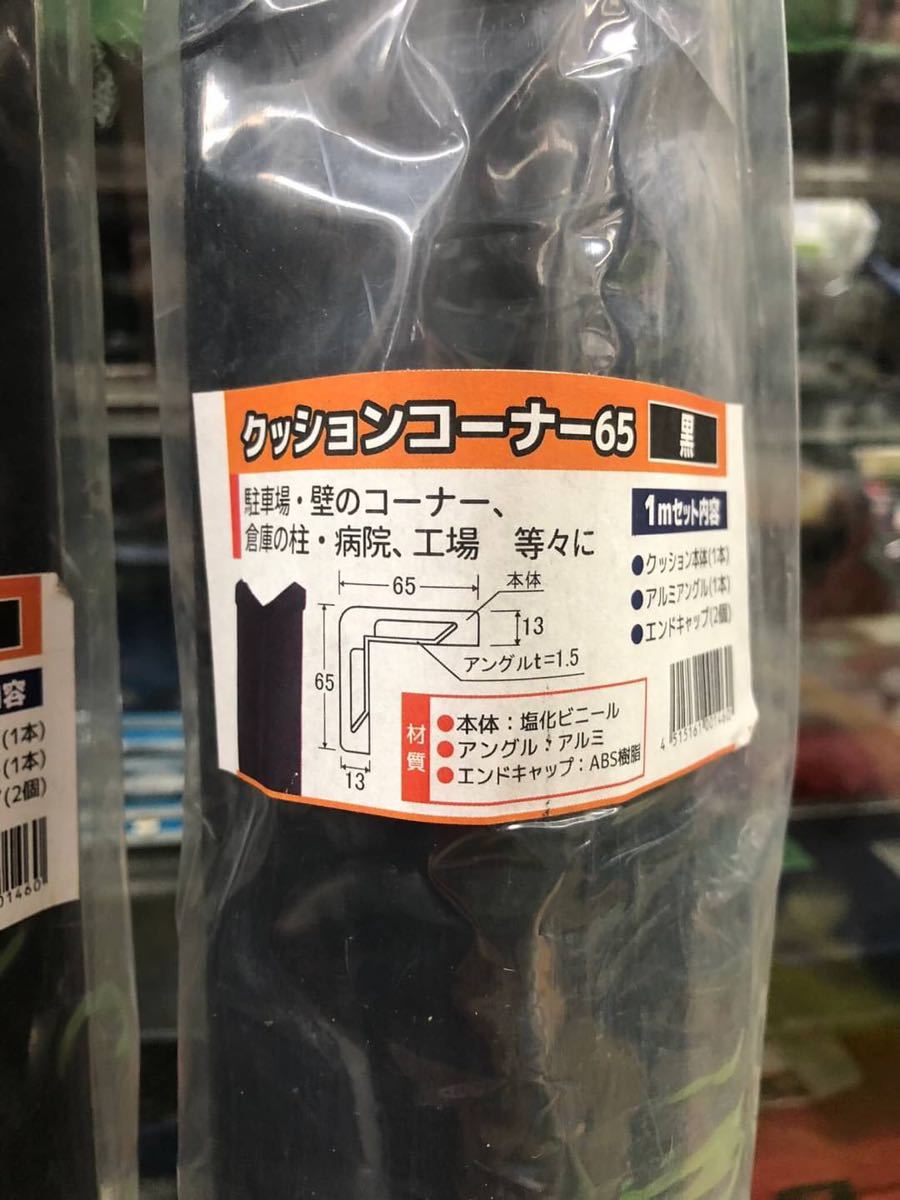 クッションコーナー65 黒
駐車場・壁のコーナー、
倉庫の柱・病院、工場 等々に
1mセット内容
●クッション本体(1本)
●アルミアングル(1本)
●エンドキャップ(2個)
65
本体
13
65
アングルt=1.5
13
材質
●本体：塩化ビニール
●アングル：アルミ
●エンドキャップ：ABS樹脂
4 515161 001460
内容
(1本)
(1本)
(2個)
01460